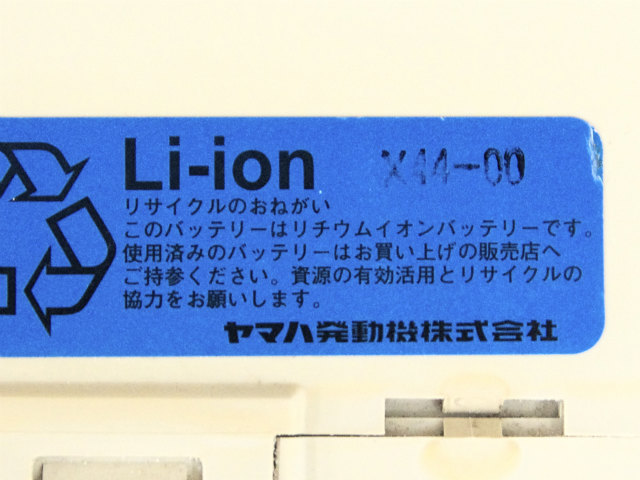 Li-ion X44-00
リサイクルのおねがい
このバッテリーはリチウムイオンバッテリーです。
使用済みのバッテリーはお買い上げの販売店へ
ご持参ください。資源の有効活用とリサイクルの
協力をお願いします。
ヤマハ発動機株式会社